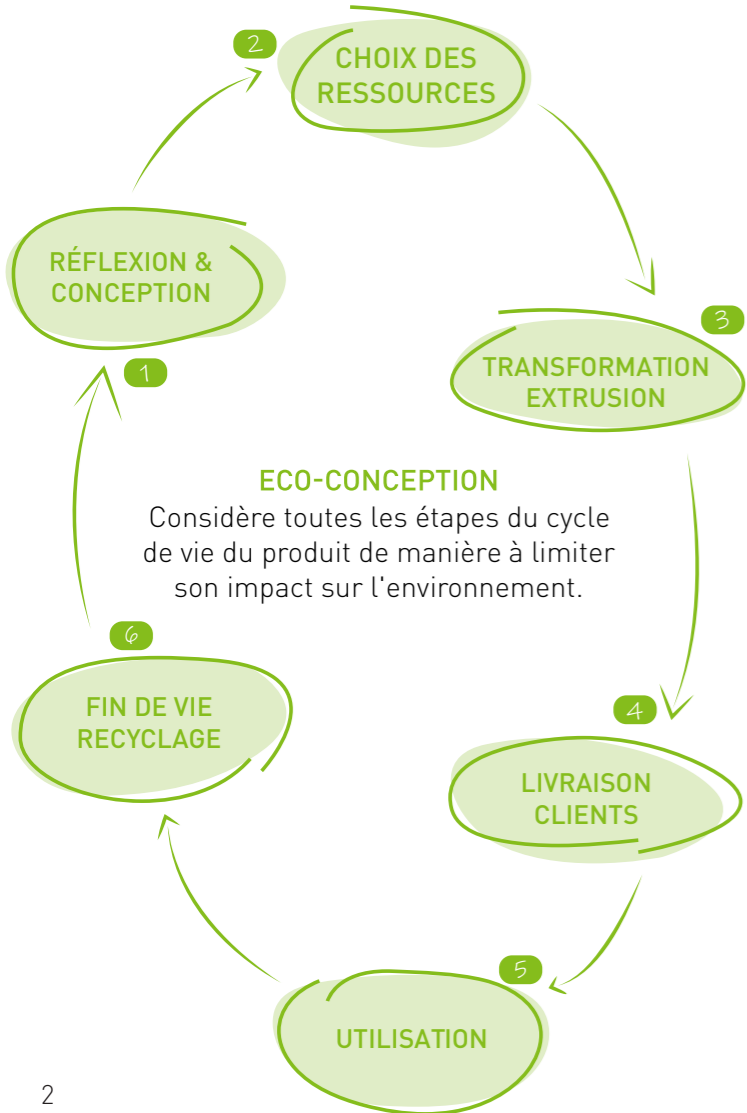 2
CHOIX DES
RESSOURCES
RÉFLEXION &
CONCEPTION
1
3
TRANSFORMATION
EXTRUSION
ECO-CONCEPTION
Considère toutes les étapes du cycle
de vie du produit de manière à limiter
son impact sur l'environnement.
6
FIN DE VIE
RECYCLAGE
4
LIVRAISON
CLIENTS
5
UTILISATION
2